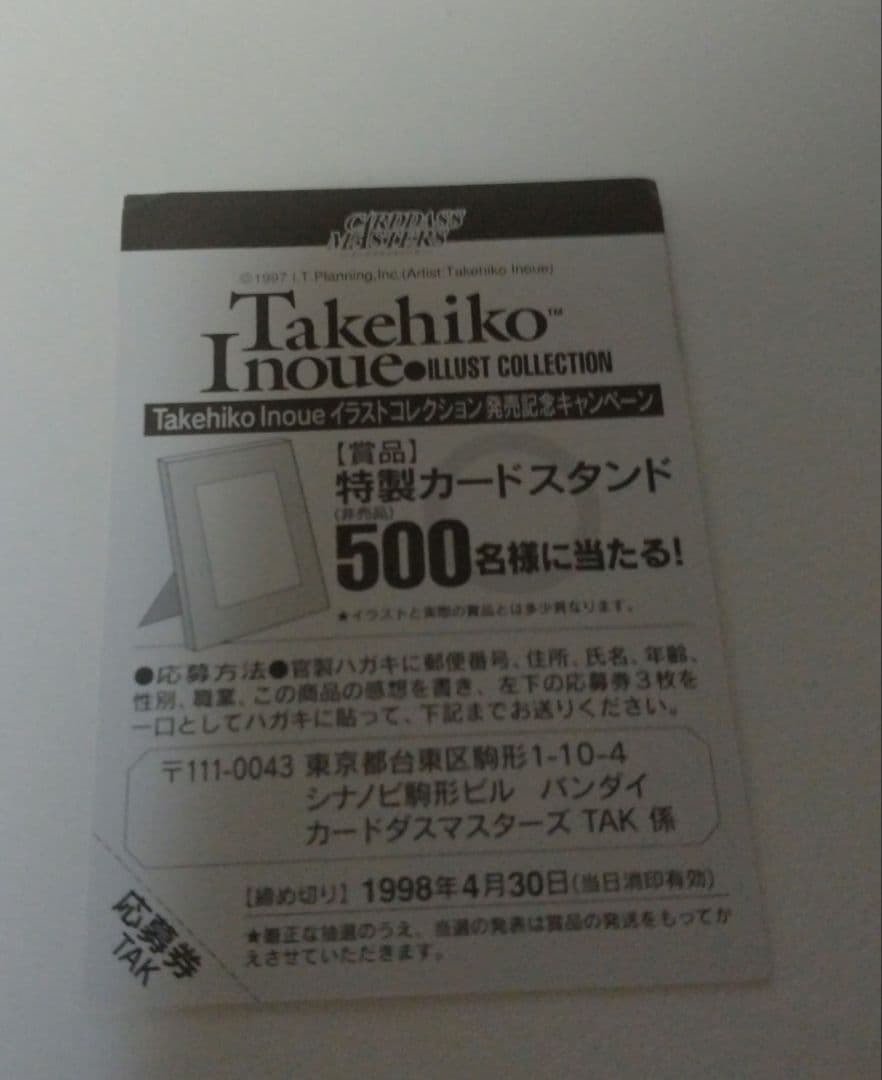 CARDDASS
MASTERS
©1997 I.T.Planning,Inc.(Artist:Takehiko Inoue)
Takehiko™
Inoue●ILLUST COLLECTION
Takehiko Inoue イラストコレクション 発売記念キャンペーン
【賞品】
特製カードスタンド
(非売品)
500名様に当たる!
★イラストと実際の賞品とは多少異なります。
●応募方法●官製ハガキに郵便番号、住所、氏名、年齢、
性別、職業、この商品の感想を書き、左下の応募券3枚を
一口としてハガキに貼って、下記までお送りください。
〒111-0043 東京都台東区駒形1-10-4
シナノビ駒形ビル バンダイ
カードダスマスターズ TAK 係
【締め切り】 1998年4月30日(当日消印有効)
★厳正な抽選のうえ、当選の発表は賞品の発送をもってか
えさせていただきます。
応募券
TAK